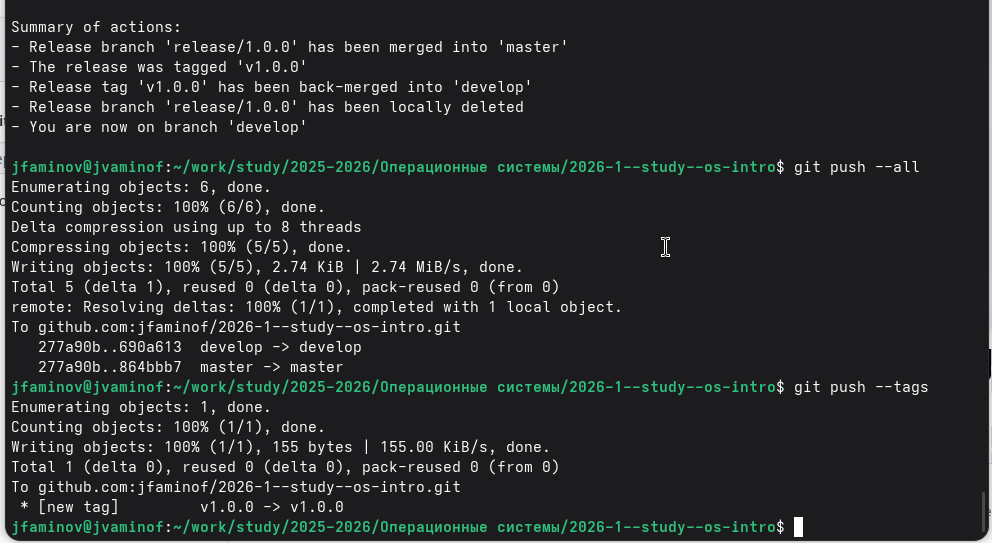 Summary of actions:
- Release branch 'release/1.0.0' has been merged into 'master'
- The release was tagged 'v1.0.0'
- Release tag 'v1.0.0' has been back-merged into 'develop'
- Release branch 'release/1.0.0' has been locally deleted
- You are now on branch 'develop'
jfaminov@jvaminof:~/work/study/2025-2026/Операционные системы/2026-1--study--os-intro$ git push --all
Enumerating objects: 6, done.
Counting objects: 100% (6/6), done.
Delta compression using up to 8 threads
Compressing objects: 100% (5/5), done.
Writing objects: 100% (5/5), 2.74 KiB | 2.74 MiB/s, done.
Total 5 (delta 1), reused 0 (delta 0), pack-reused 0 (from 0)
remote: Resolving deltas: 100% (1/1), completed with 1 local object.
To github.com:jfaminof/2026-1--study--os-intro.git
   277a90b..690a613  develop -> develop
   277a90b..864bbb7  master -> master
jfaminov@jvaminof:~/work/study/2025-2026/Операционные системы/2026-1--study--os-intro$ git push --tags
Enumerating objects: 1, done.
Counting objects: 100% (1/1), done.
Writing objects: 100% (1/1), 155 bytes | 155.00 KiB/s, done.
Total 1 (delta 0), reused 0 (delta 0), pack-reused 0 (from 0)
To github.com:jfaminof/2026-1--study--os-intro.git
 * [new tag]         v1.0.0 -> v1.0.0
jfaminov@jvaminof:~/work/study/2025-2026/Операционные системы/2026-1--study--os-intro$